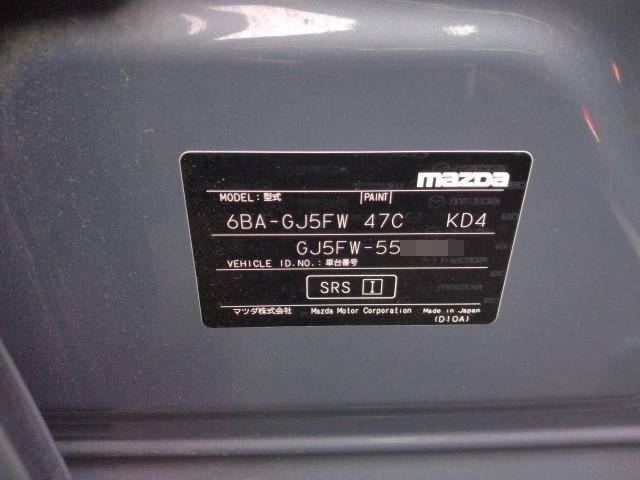 mazda
MODEL：型式 PAINT
6BA-GJ5FW 47C KD4
GJ5FW-55
VEHICLE ID.NO.：車台番号
SRS I
マツダ株式会社 Mazda Motor Corporation Made in Japan
(D10A)